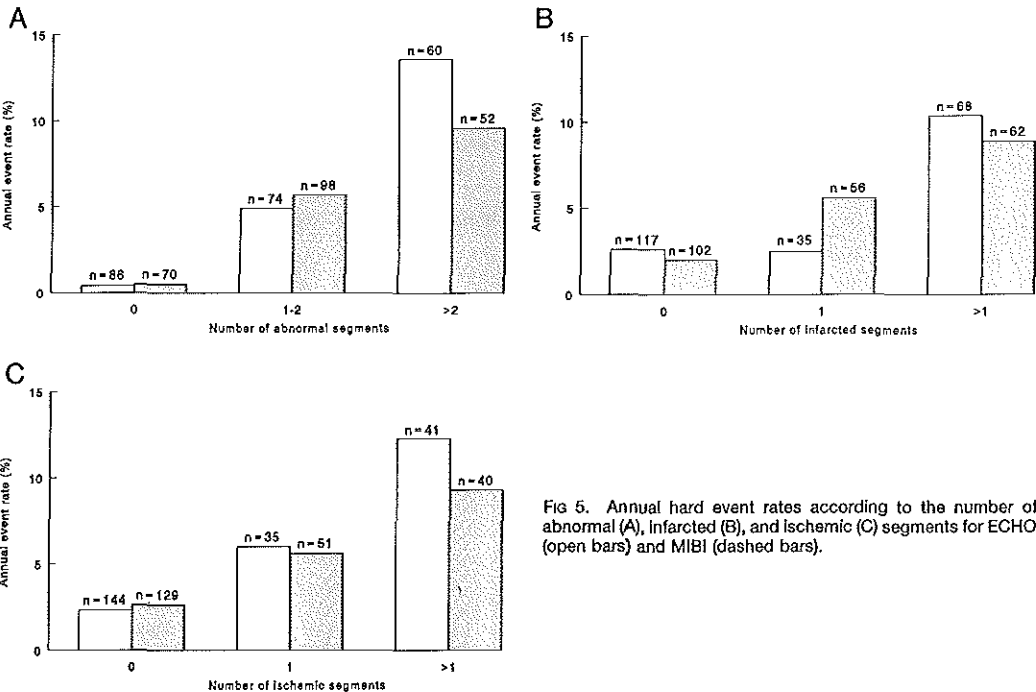 A
Annual event rate (%)
15
10
5
0
n=86
n=70
n=74
n=98
n=60
n=52
0
1-2
>2
Number of abnormal segments
B
Annual event rate (%)
15
10
5
0
n=117
n=102
n=35
n=56
n=68
n=62
0
1
>1
Number of infarcted segments
C
Annual event rate (%)
15
10
5
0
n=144
n=129
n=35
n=51
n=41
n=40
0
1
>1
Number of ischemic segments
FIG 5. Annual hard event rates according to the number of
abnormal (A), infarcted (B), and ischemic (C) segments for ECHO
(open bars) and MIBI (dashed bars).